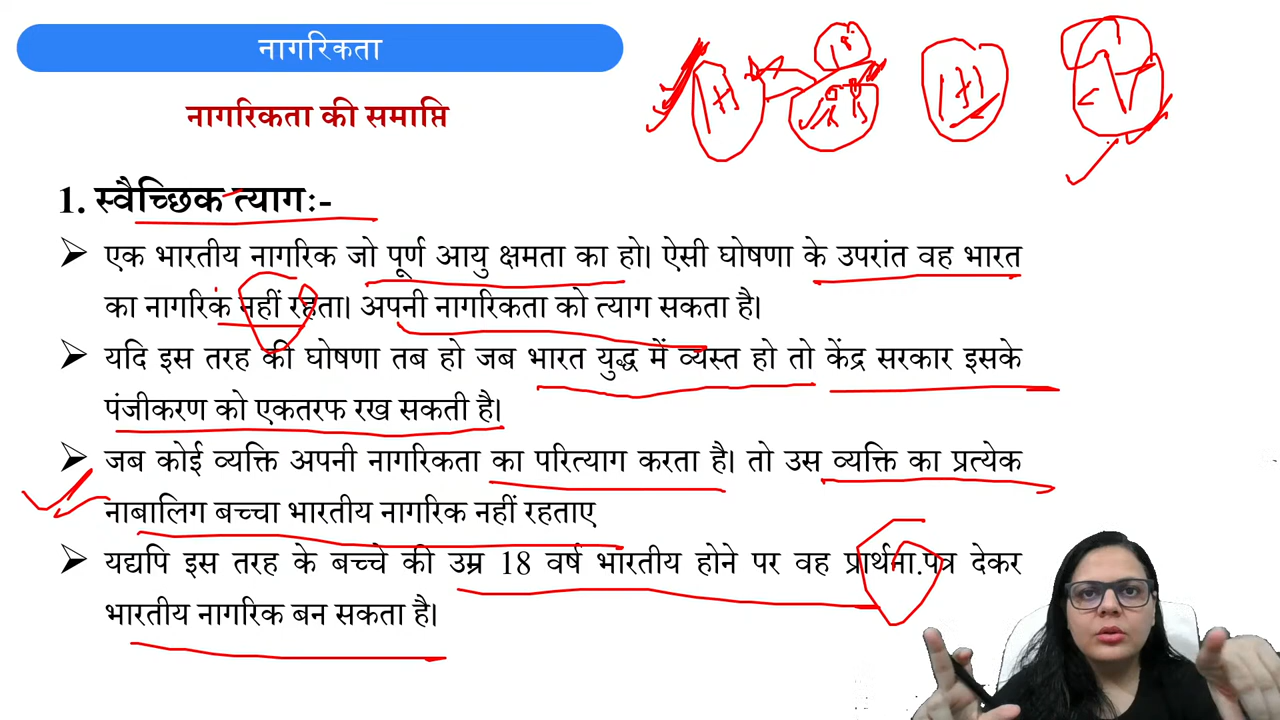 नागरिकता
नागरिकता की समाप्ति
1. स्वैच्छिक त्यागः-
➢ एक भारतीय नागरिक जो पूर्ण आयु क्षमता का हो। ऐसी घोषणा के उपरांत वह भारत
का नागरिक नहीं रहता। अपनी नागरिकता को त्याग सकता है।
➢ यदि इस तरह की घोषणा तब हो जब भारत युद्ध में व्यस्त हो तो केंद्र सरकार इसके
पंजीकरण को एकतरफ रख सकती है।
➢ जब कोई व्यक्ति अपनी नागरिकता का परित्याग करता है। तो उस व्यक्ति का प्रत्येक
नाबालिग बच्चा भारतीय नागरिक नहीं रहताए
➢ यद्यपि इस तरह के बच्चे की उम्र 18 वर्ष भारतीय होने पर वह प्रार्थना.पत्र देकर
भारतीय नागरिक बन सकता है।